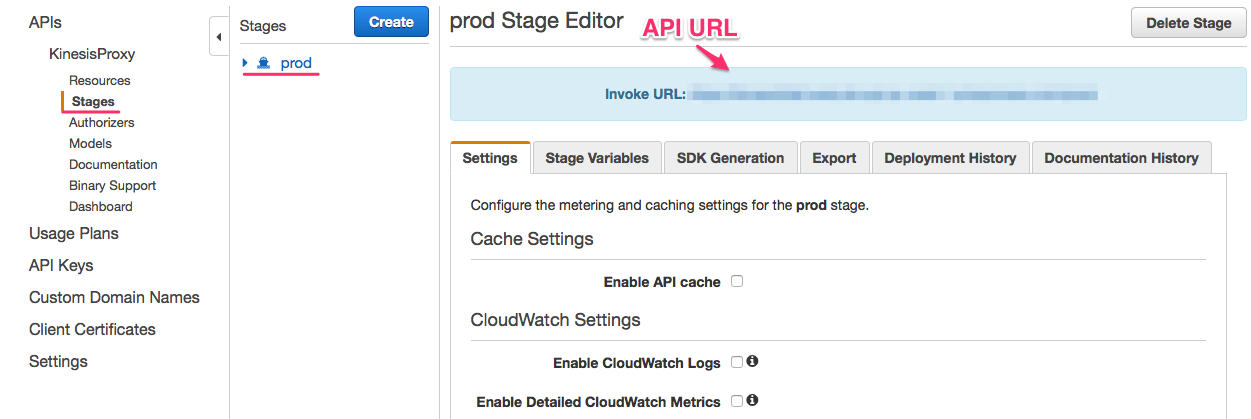 APIs
KinesisProxy
Resources
Stages
Authorizers
Models
Documentation
Binary Support
Dashboard
Usage Plans
API Keys
Custom Domain Names
Client Certificates
Settings
Stages
Create
prod
prod Stage Editor
API URL
Delete Stage
Invoke URL:
Settings
Stage Variables
SDK Generation
Export
Deployment History
Documentation History
Configure the metering and caching settings for the prod stage.
Cache Settings
Enable API cache
CloudWatch Settings
Enable CloudWatch Logs
Enable Detailed CloudWatch Metrics